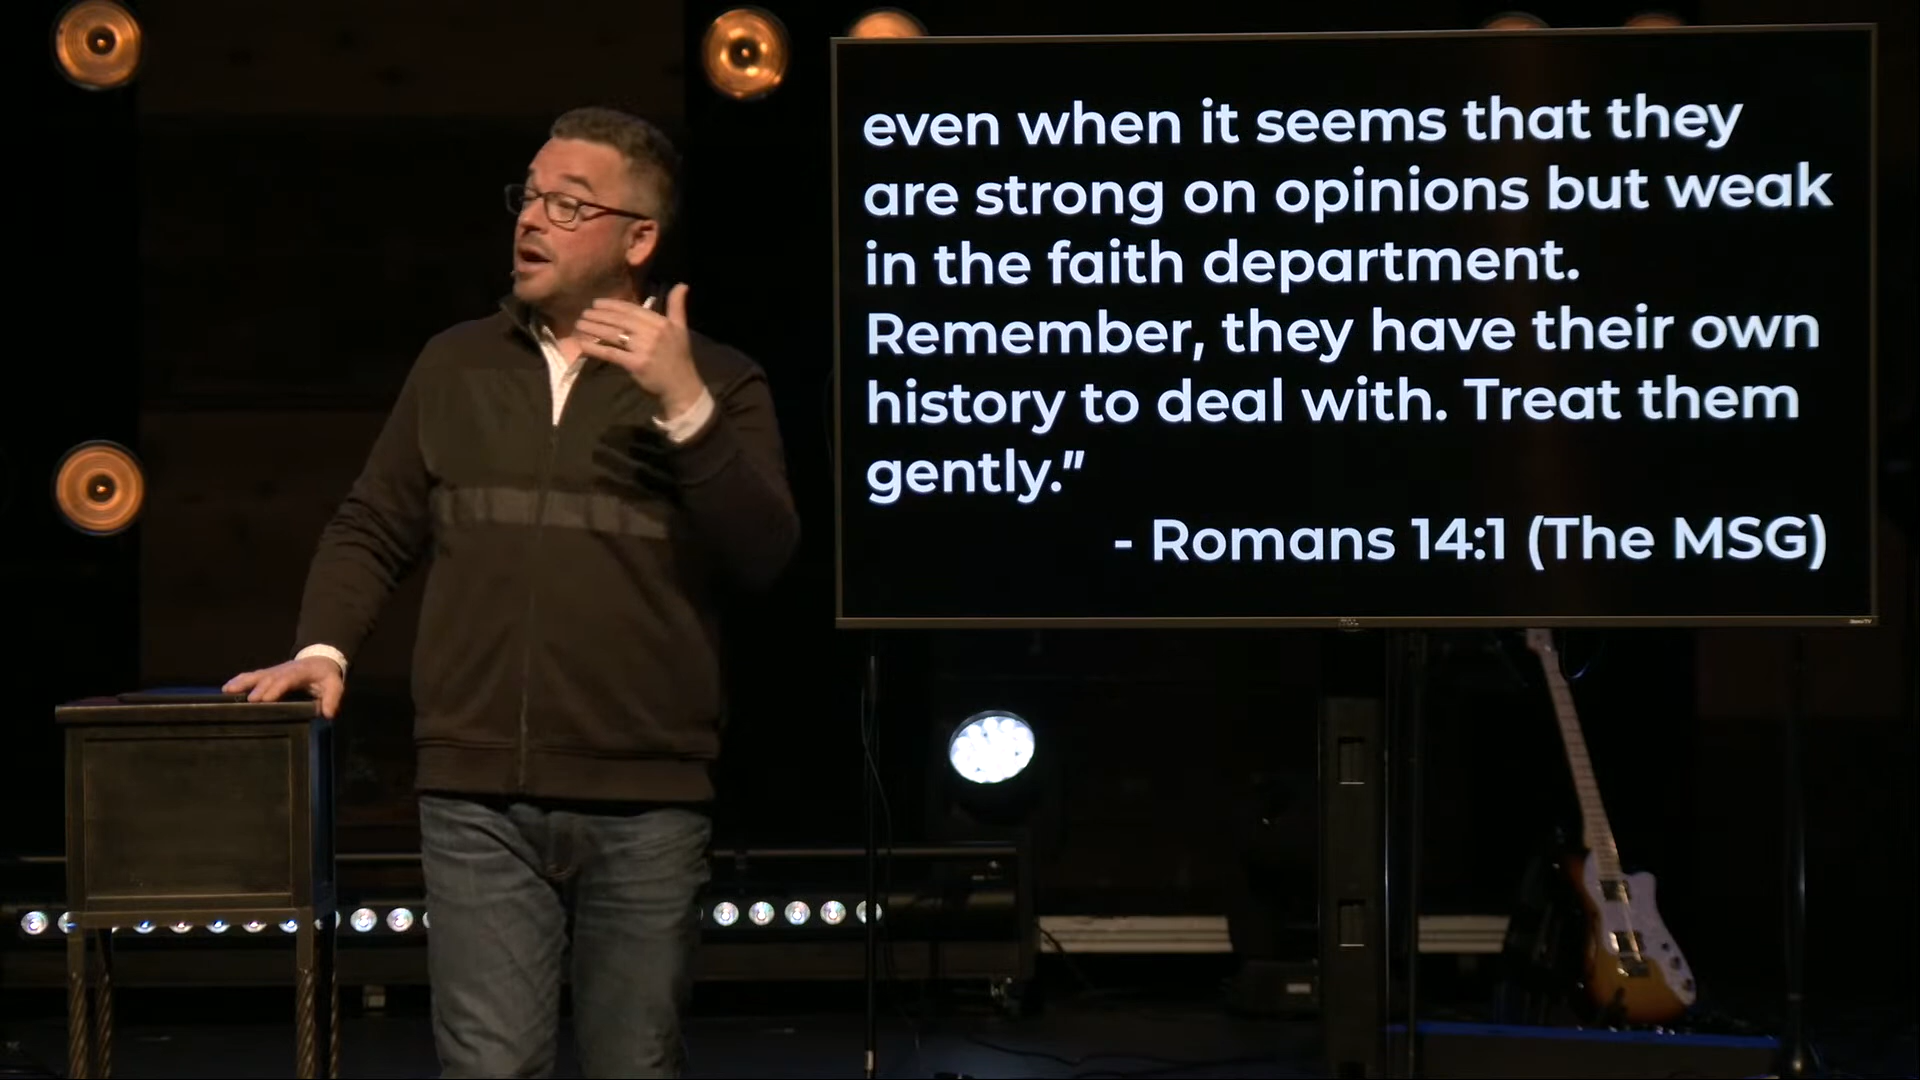 even when it seems that they
are strong on opinions but weak
in the faith department.
Remember, they have their own
history to deal with. Treat them
gently.”
- Romans 14:1 (The MSG)